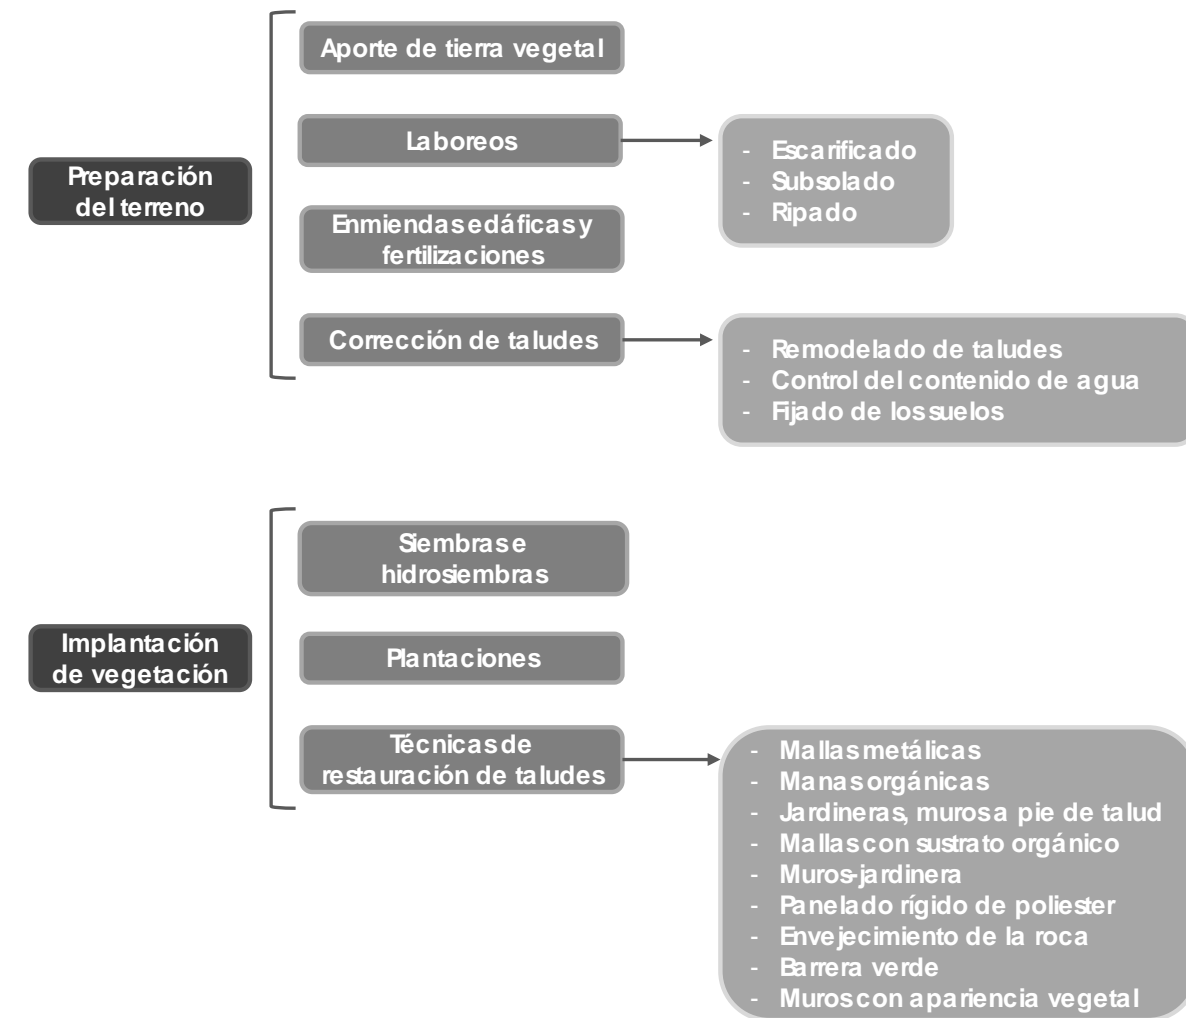 Preparación
del terreno
Aporte de tierra vegetal
Laboreos
- Escarificado
- Subsolado
- Ripado
Enmiendas edáficas y
fertilizaciones
Corrección de taludes
- Remodelado de taludes
- Control del contenido de agua
- Fijado de los suelos
Implantación
de vegetación
Siembras e
hidrosiembras
Plantaciones
Técnicas de
restauración de taludes
- Mallas metálicas
- Manas orgánicas
- Jardineras, muros a pie de talud
- Mallas con sustrato orgánico
- Muros-jardinera
- Panelado rígido de poliester
- Envejecimiento de la roca
- Barrera verde
- Muros con apariencia vegetal